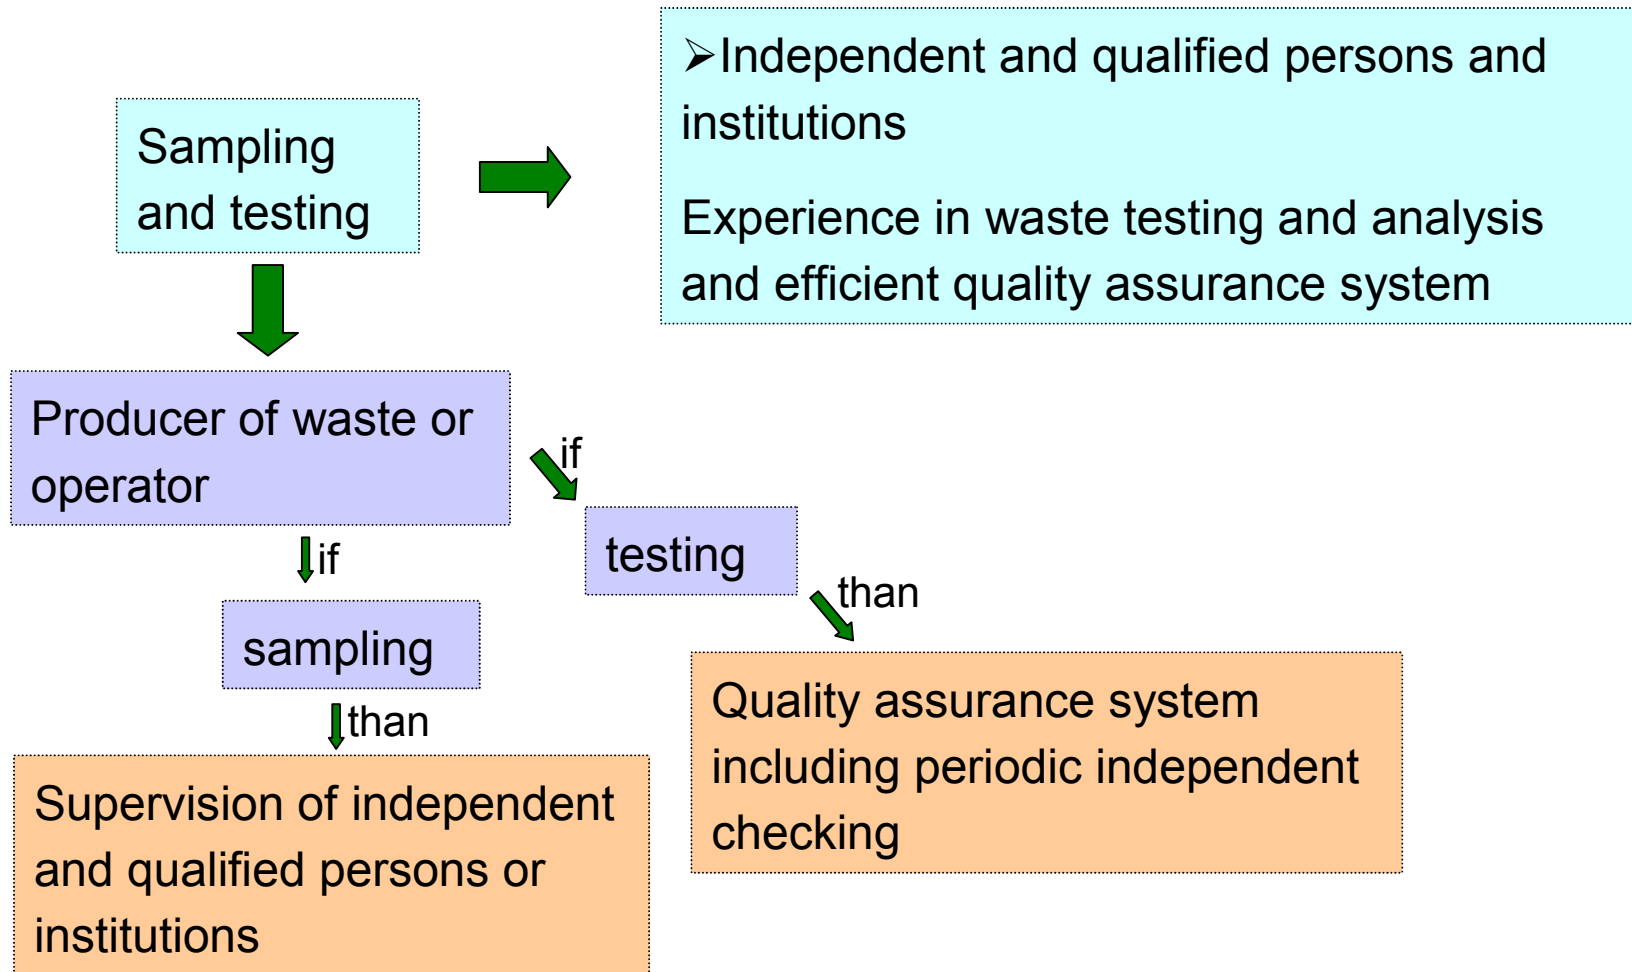 ➢Independent and qualified persons and
institutions
Experience in waste testing and analysis
and efficient quality assurance system
Sampling
and testing
Producer of waste or
operator
if
testing
if
than
sampling
than
Quality assurance system
including periodic independent
checking
Supervision of independent
and qualified persons or
institutions